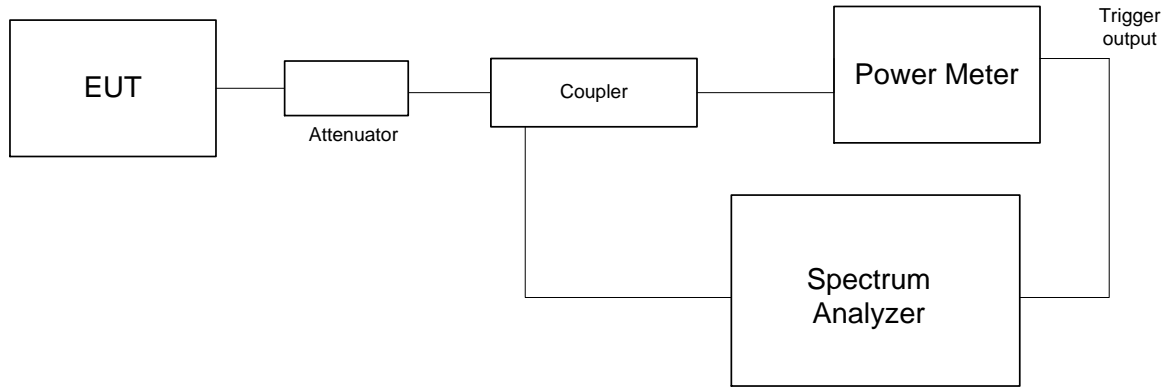 EUT
Attenuator
Coupler
Power Meter
Trigger
output
Spectrum
Analyzer